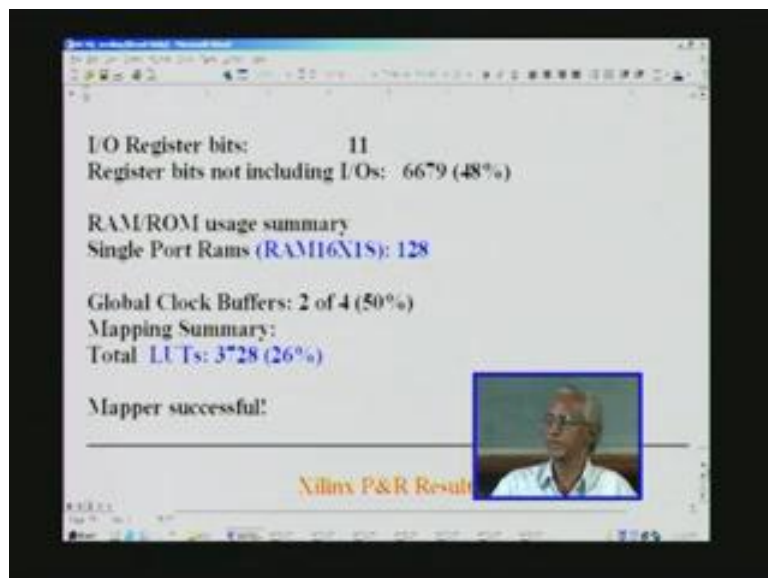 I/O Register bits: 11
Register bits not including I/Os: 6679 (48%)
RAM/ROM usage summary
Single Port Rams (RAM16X1S): 128
Global Clock Buffers: 2 of 4 (50%)
Mapping Summary:
Total LUTs: 3728 (26%)
Mapper successful!
Xilinx P&R